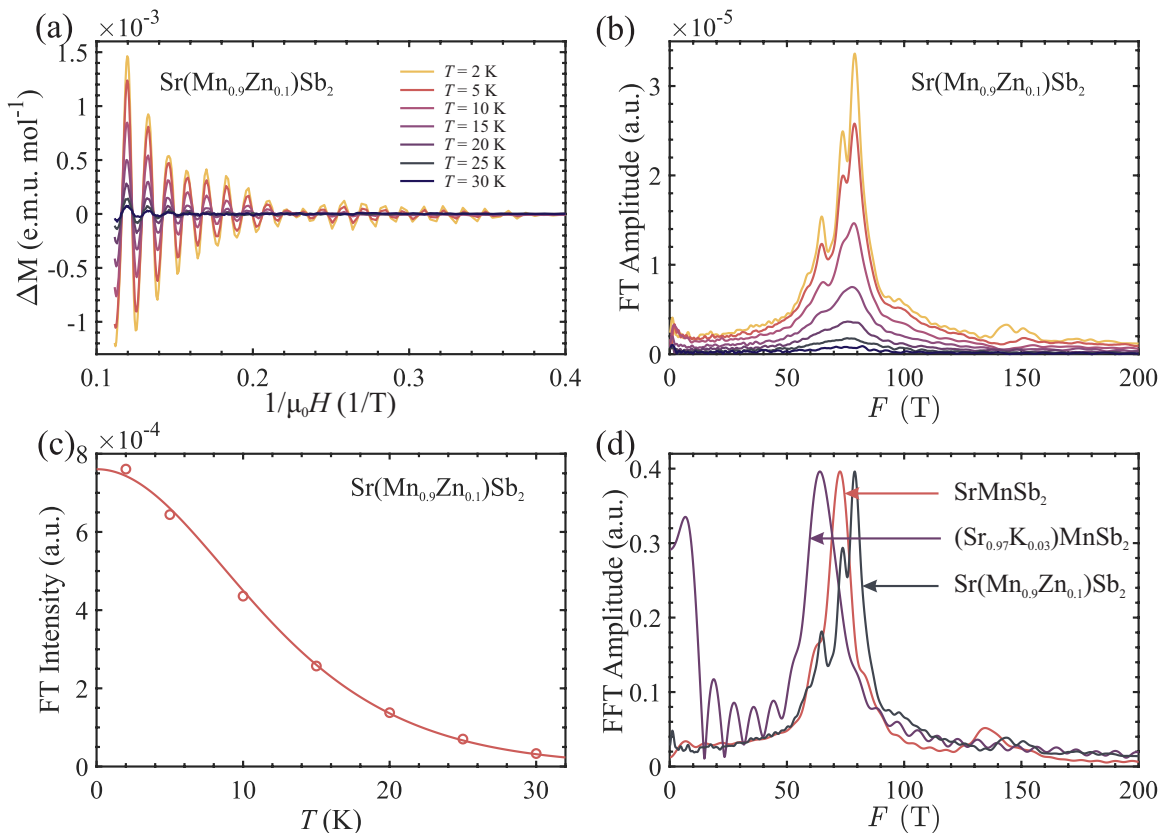 (a)
×10⁻³
Sr(Mn₀.₉Zn₀.₁)Sb₂
T = 2 K
T = 5 K
T = 10 K
T = 15 K
T = 20 K
T = 25 K
T = 30 K
1.5
1
0.5
0
-0.5
-1
ΔM (e.m.u. mol⁻¹)
0.1 0.2 0.3 0.4
1/μ₀H (1/T)
(b)
×10⁻⁵
Sr(Mn₀.₉Zn₀.₁)Sb₂
3
2
1
0
FT Amplitude (a.u.)
0 50 100 150 200
F (T)
(c)
×10⁻⁴
Sr(Mn₀.₉Zn₀.₁)Sb₂
8
6
4
2
0
FT Intensity (a.u.)
0 10 20 30
T (K)
(d)
SrMnSb₂
(Sr₀.₉₇K₀.₀₃)MnSb₂
Sr(Mn₀.₉Zn₀.₁)Sb₂
0.4
0.3
0.2
0.1
0
FFT Amplitude (a.u.)
0 50 100 150 200
F (T)